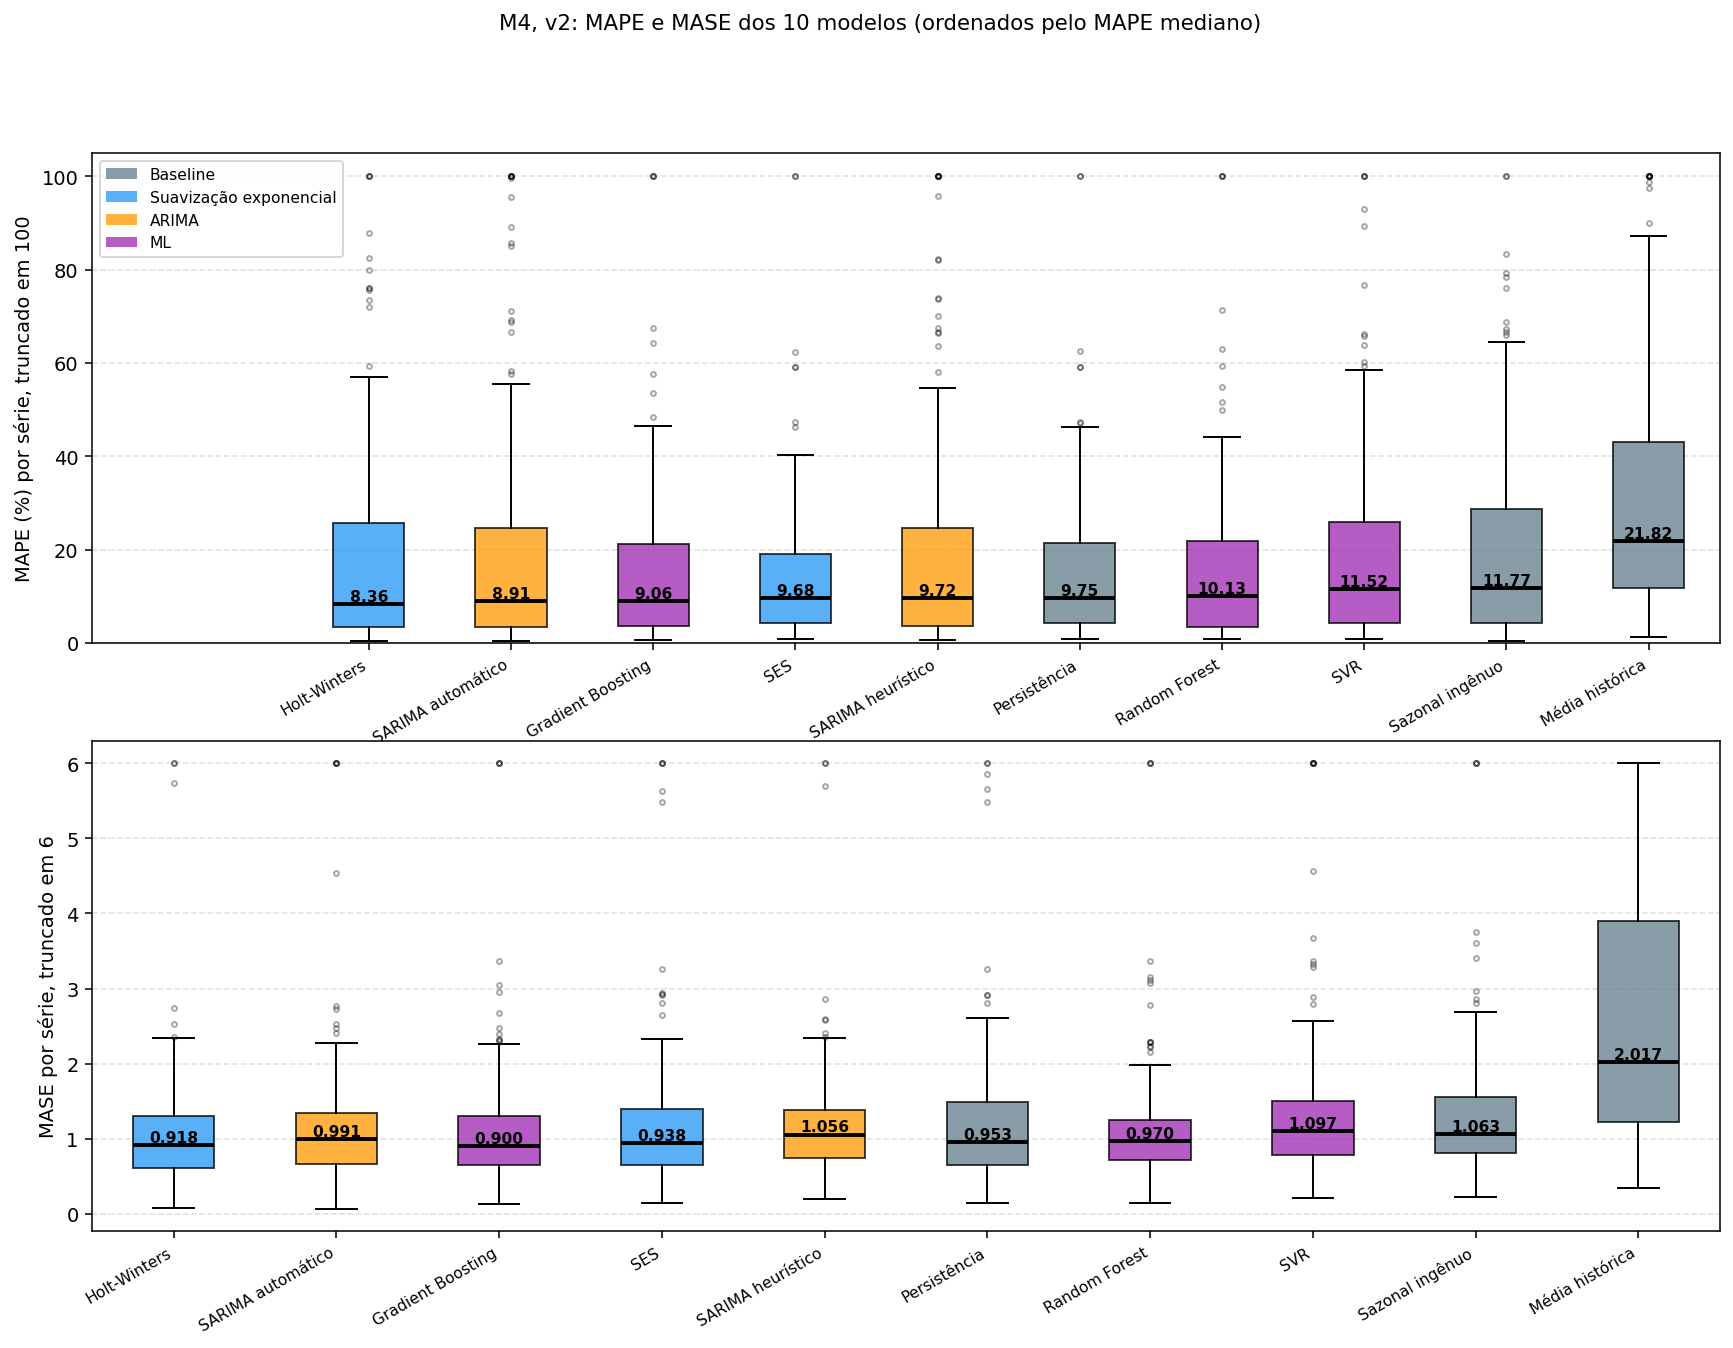 M4, v2: MAPE e MASE dos 10 modelos (ordenados pelo MAPE mediano)
MAPE (%) por série, truncado em 100
100
80
60
40
20
0
Baseline
Suavização exponencial
ARIMA
ML
8.36
8.91
9.06
9.68
9.72
9.75
10.13
11.52
11.77
21.82
Holt-Winters
SARIMA automático
Gradient Boosting
SES
SARIMA heurístico
Persistência
Random Forest
SVR
Sazonal ingênuo
Média histórica
MASE por série, truncado em 6
6
5
4
3
2
1
0
0.918
0.991
0.900
0.938
1.056
0.953
0.970
1.097
1.063
2.017
Holt-Winters
SARIMA automático
Gradient Boosting
SES
SARIMA heurístico
Persistência
Random Forest
SVR
Sazonal ingênuo
Média histórica